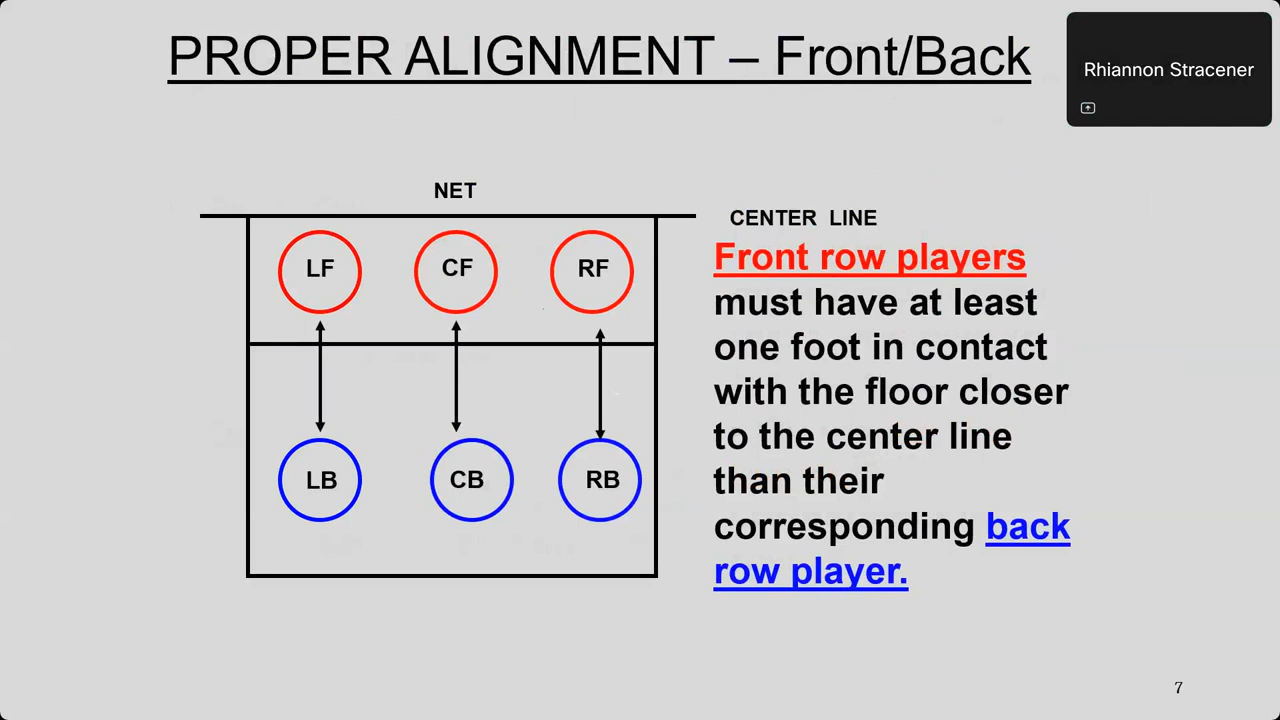 PROPER ALIGNMENT – Front/Back
Rhiannon Stracener
NET
CENTER LINE
LF
CF
RF
LB
CB
RB
Front row players
must have at least
one foot in contact
with the floor closer
to the center line
than their
corresponding back
row player.
7